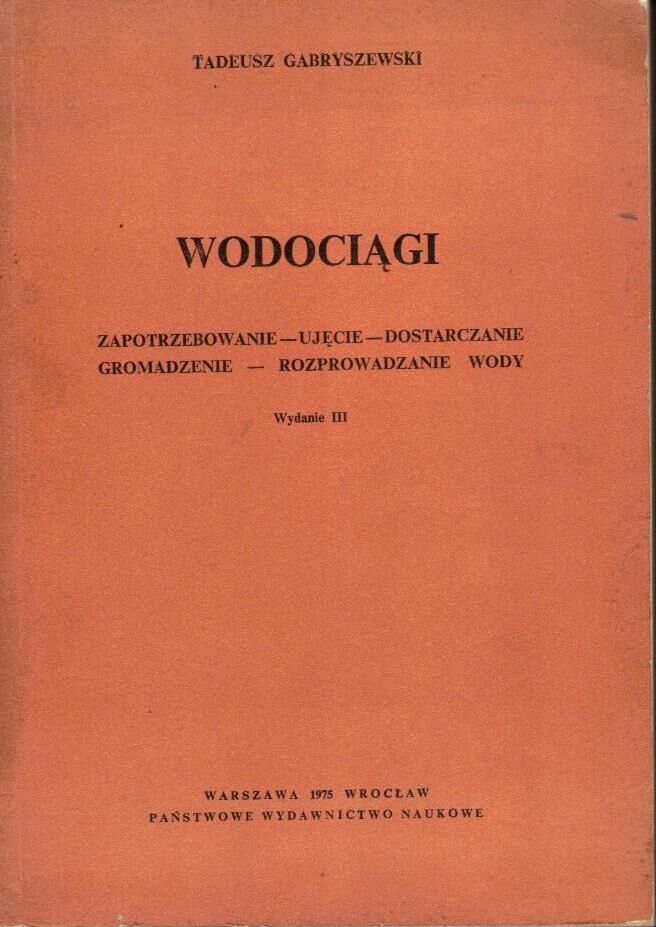 TADEUSZ GABRYSZEWSKI
WODOCIĄGI
ZAPOTRZEBOWANIE — UJĘCIE — DOSTARCZANIE
GROMADZENIE — ROZPROWADZANIE WODY
Wydanie III
WARSZAWA 1975 WROCŁAW
PAŃSTWOWE WYDAWNICTWO NAUKOWE